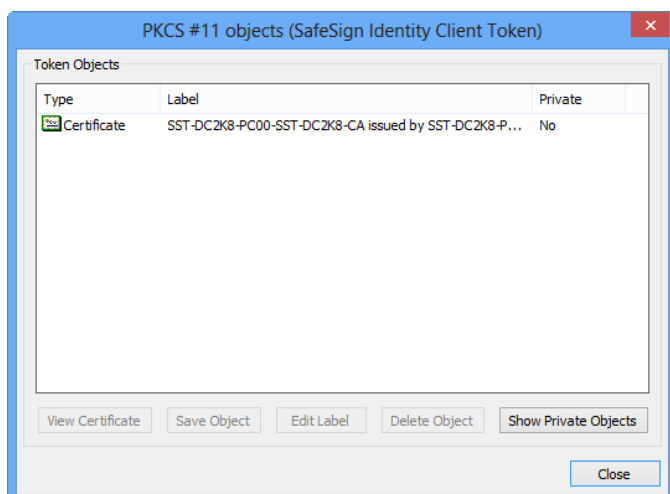 PKCS #11 objects (SafeSign Identity Client Token)
Token Objects
Type Label Private
Certificate SST-DC2K8-PC00-SST-DC2K8-CA issued by SST-DC2K8-P... No
View Certificate Save Object Edit Label Delete Object Show Private Objects
Close